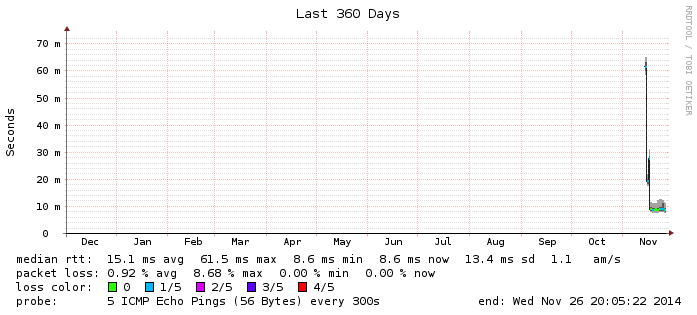 Last 360 Days
RRDTOOL / TOBI OETIKER
Seconds
70 m
60 m
50 m
40 m
30 m
20 m
10 m
0
Dec Jan Feb Mar Apr May Jun Jul Aug Sep Oct Nov
median rtt: 15.1 ms avg 61.5 ms max 8.6 ms min 8.6 ms now 13.4 ms sd 1.1 am/s
packet loss: 0.92 % avg 8.68 % max 0.00 % min 0.00 % now
loss color: 0 1/5 2/5 3/5 4/5
probe: 5 ICMP Echo Pings (56 Bytes) every 300s end: Wed Nov 26 20:05:22 2014